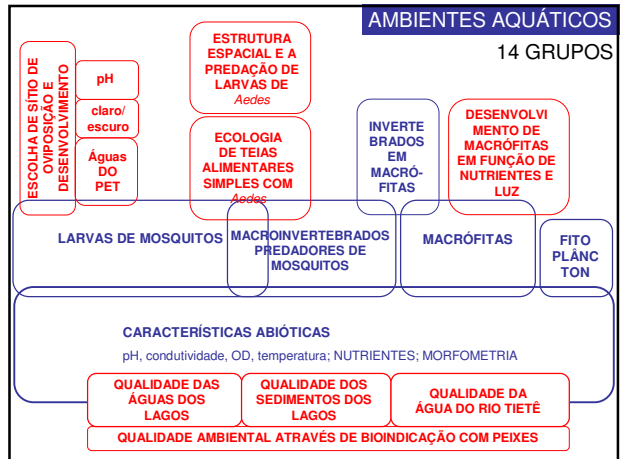 AMBIENTES AQUÁTICOS
14 GRUPOS
ESCOLHA DE SÍTIO DE
OVIPOSIÇÃO E
DESENVOLVIMENTO
pH
claro/
escuro
Águas
DO
PET
ESTRUTURA
ESPACIAL E A
PREDAÇÃO DE
LARVAS DE
Aedes
ECOLOGIA
DE TEIAS
ALIMENTARES
SIMPLES COM
Aedes
INVERTE
BRADOS
EM
MACRÓ-
FITAS
DESENVOLVI
MENTO DE
MACRÓFITAS
EM FUNÇÃO DE
NUTRIENTES E
LUZ
LARVAS DE MOSQUITOS
MACROINVERTEBRADOS
PREDADORES DE
MOSQUITOS
MACRÓFITAS
FITO
PLÂNC
TON
CARACTERÍSTICAS ABIÓTICAS
pH, condutividade, OD, temperatura; NUTRIENTES; MORFOMETRIA
QUALIDADE DAS
ÁGUAS DOS
LAGOS
QUALIDADE DOS
SEDIMENTOS DOS
LAGOS
QUALIDADE DA
ÁGUA DO RIO TIETÊ
QUALIDADE AMBIENTAL ATRAVÉS DE BIOINDICAÇÃO COM PEIXES